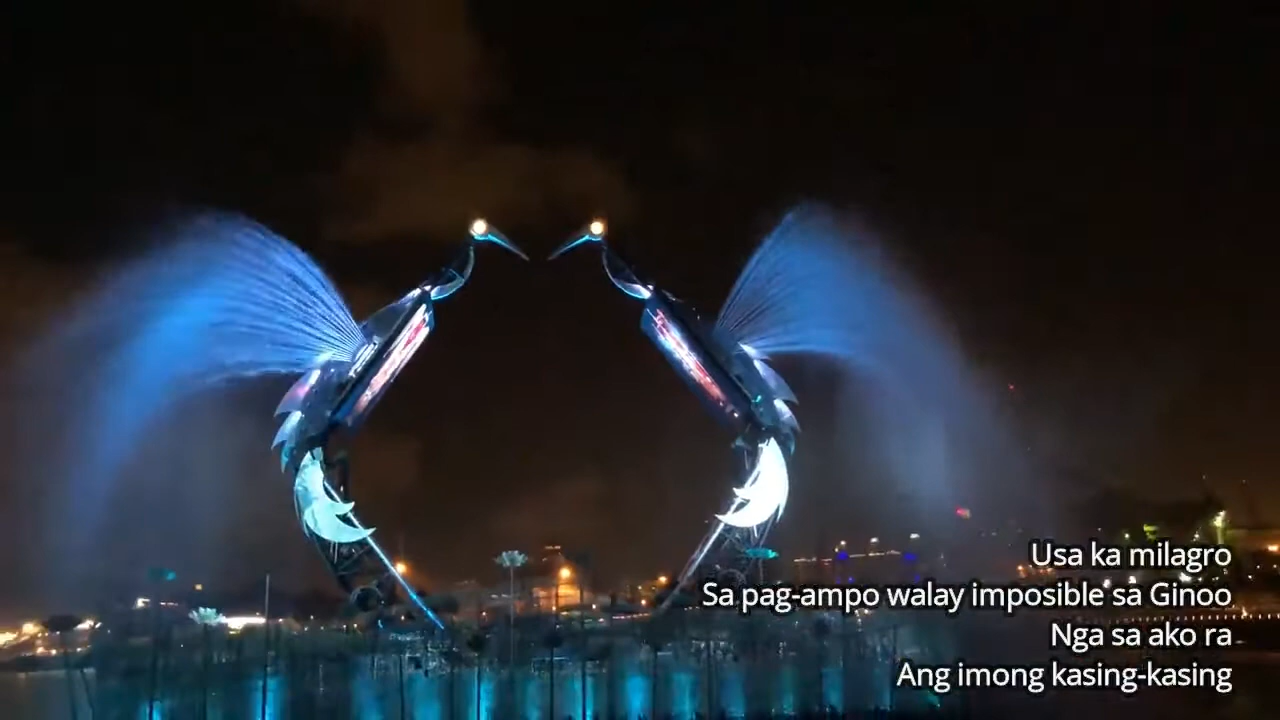 Usa ka milagro
Sa pag-ampo walay imposible sa Ginoo
Nga sa ako ra
Ang imong kasing-kasing